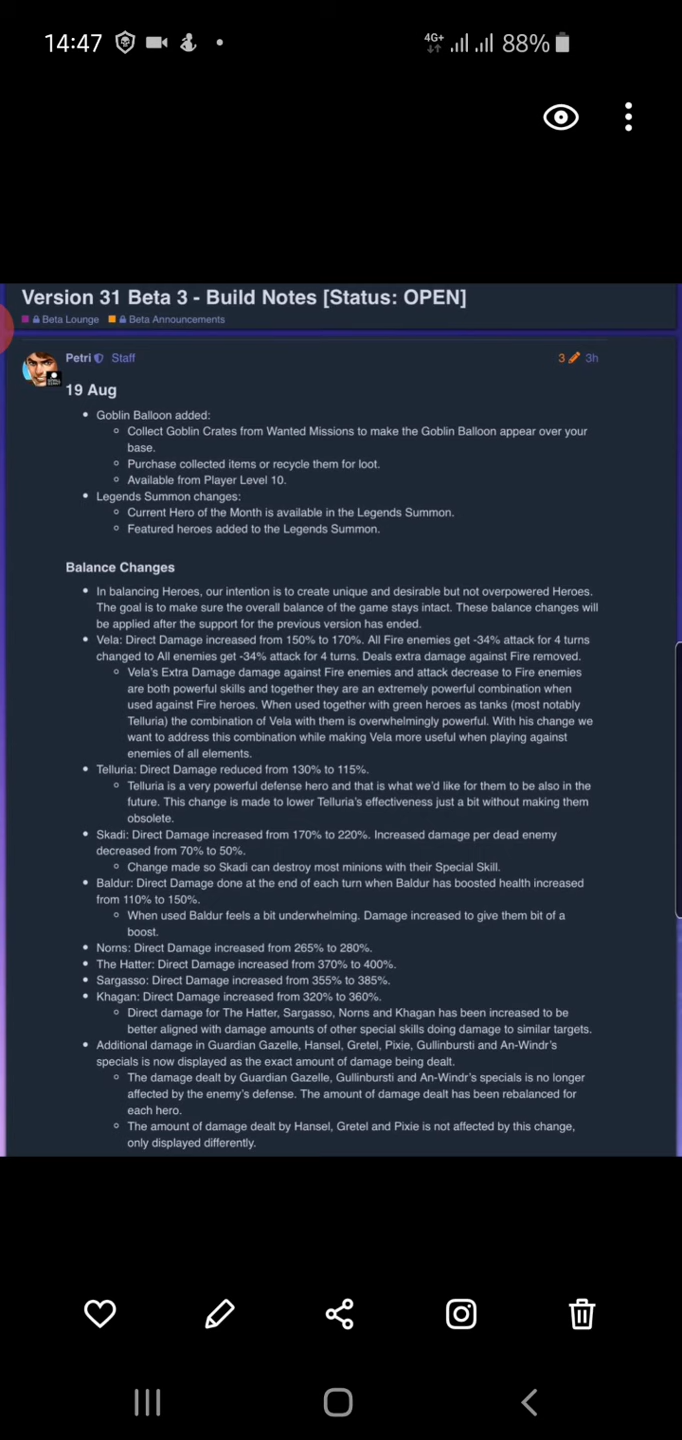 14:47
4G+
88%
Version 31 Beta 3 - Build Notes [Status: OPEN]
Beta Lounge Beta Announcements
Petri Staff 3 3h
19 Aug
Goblin Balloon added:
Collect Goblin Crates from Wanted Missions to make the Goblin Balloon appear over your
base.
Purchase collected items or recycle them for loot.
Available from Player Level 10.
Legends Summon changes:
Current Hero of the Month is available in the Legends Summon.
Featured heroes added to the Legends Summon.
Balance Changes
In balancing Heroes, our intention is to create unique and desirable but not overpowered Heroes.
The goal is to make sure the overall balance of the game stays intact. These balance changes will
be applied after the support for the previous version has ended.
Vela: Direct Damage increased from 150% to 170%. All Fire enemies get -34% attack for 4 turns
changed to All enemies get -34% attack for 4 turns. Deals extra damage against Fire removed.
Vela's Extra Damage damage against Fire enemies and attack decrease to Fire enemies
are both powerful skills and together they are an extremely powerful combination when
used against Fire heroes. When used together with green heroes as tanks (most notably
Telluria) the combination of Vela with them is overwhelmingly powerful. With his change we
want to address this combination while making Vela more useful when playing against
enemies of all elements.
Telluria: Direct Damage reduced from 130% to 115%.
Telluria is a very powerful defense hero and that is what we'd like for them to be also in the
future. This change is made to lower Telluria's effectiveness just a bit without making them
obsolete.
Skadi: Direct Damage increased from 170% to 220%. Increased damage per dead enemy
decreased from 70% to 50%.
Change made so Skadi can destroy most minions with their Special Skill.
Baldur: Direct Damage done at the end of each turn when Baldur has boosted health increased
from 110% to 150%.
When used Baldur feels a bit underwhelming. Damage increased to give them bit of a
boost.
Norns: Direct Damage increased from 265% to 280%.
The Hatter: Direct Damage increased from 370% to 400%.
Sargasso: Direct Damage increased from 355% to 385%.
Khagan: Direct Damage increased from 320% to 360%.
Direct damage for The Hatter, Sargasso, Norns and Khagan has been increased to be
better aligned with damage amounts of other special skills doing damage to similar targets.
Additional damage in Guardian Gazelle, Hansel, Gretel, Pixie, Gullinbursti and An-Windr's
specials is now displayed as the exact amount of damage being dealt.
The damage dealt by Guardian Gazelle, Gullinbursti and An-Windr's specials is no longer
affected by the enemy's defense. The amount of damage dealt has been rebalanced for
each hero.
The amount of damage dealt by Hansel, Gretel and Pixie is not affected by this change,
only displayed differently.